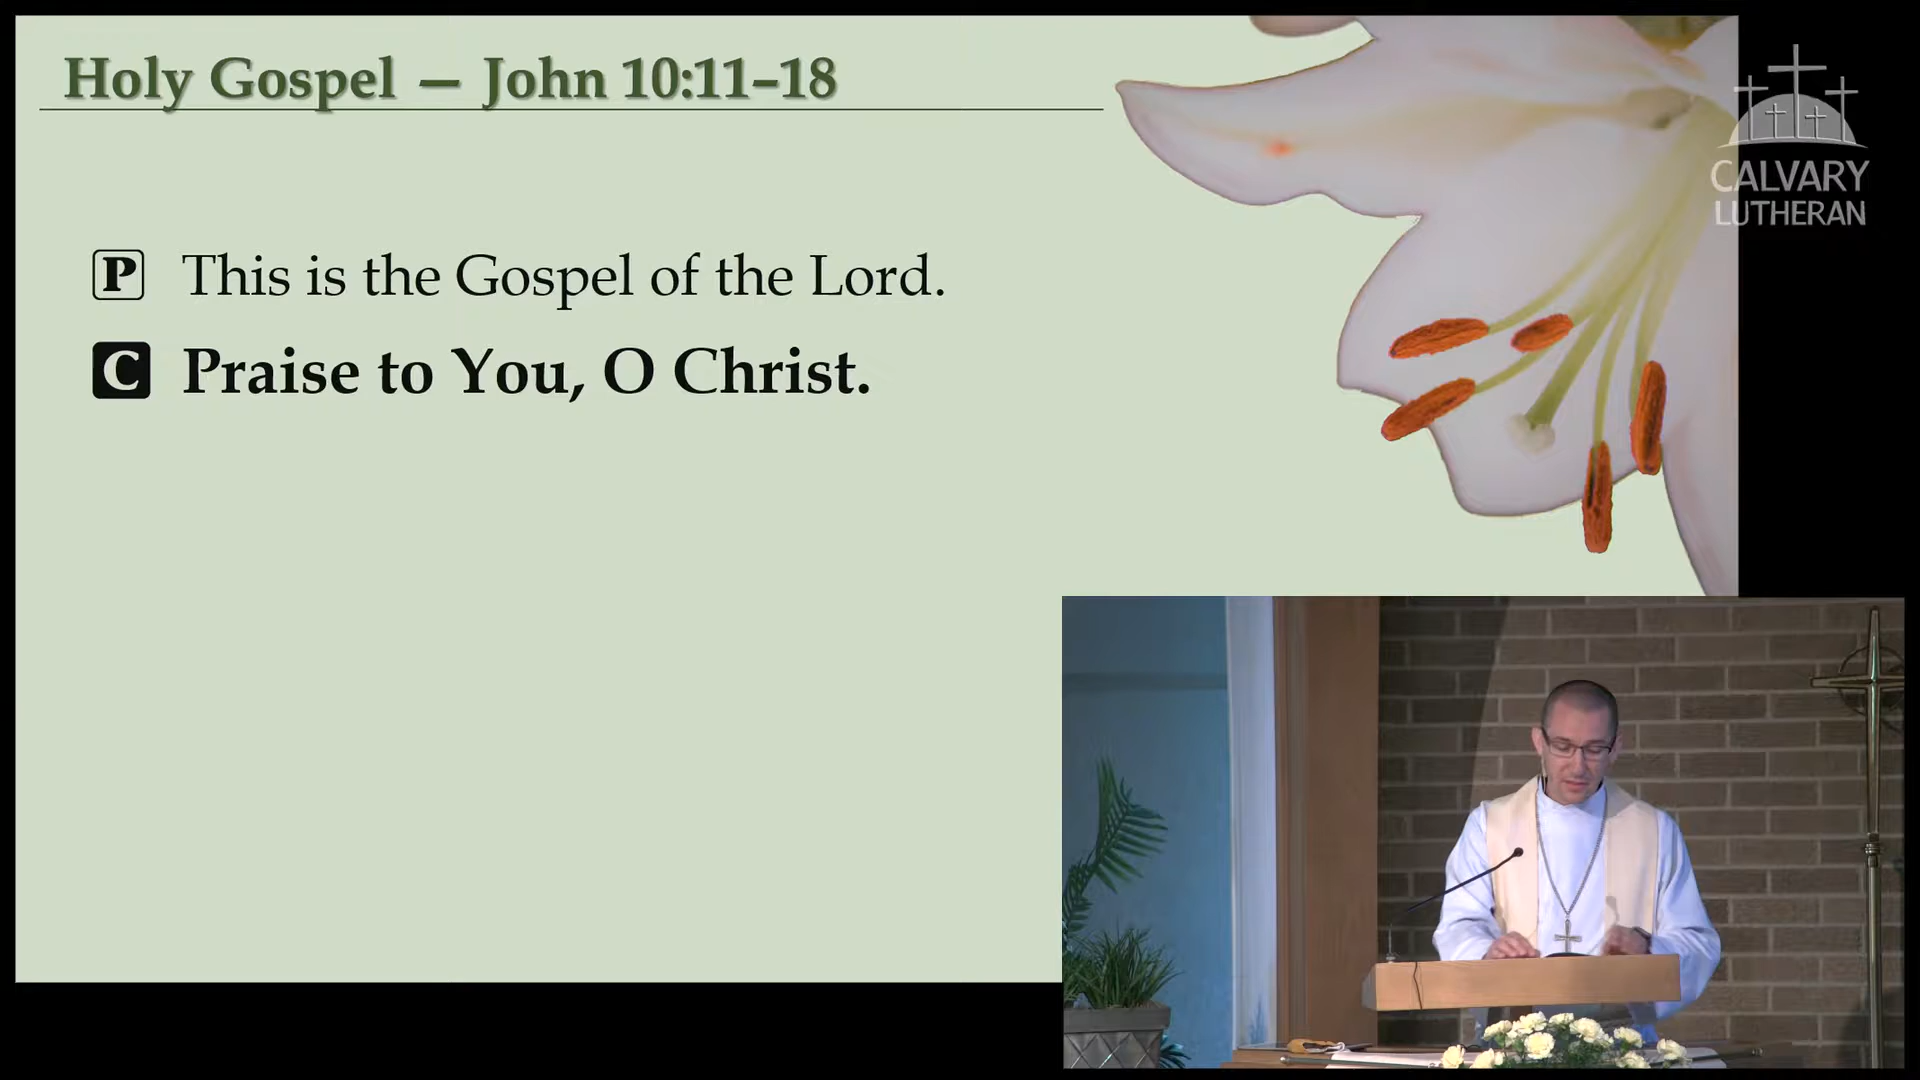 Holy Gospel — John 10:11–18
CALVARY
LUTHERAN
P This is the Gospel of the Lord.
C Praise to You, O Christ.